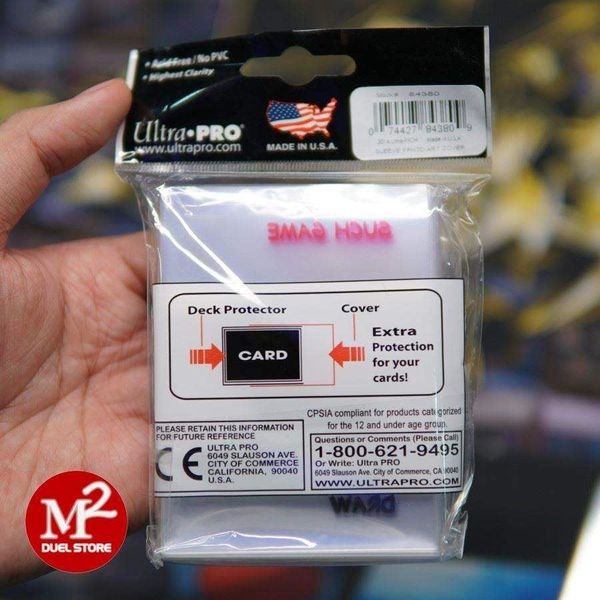 • Acid Free / No PVC
• Highest Clarity
Ultra•PRO®
www.ultrapro.com
MADE IN U.S.A.
84380
0 74427 84380 9
SUCH GAME
Deck Protector
Cover
CARD
Extra
Protection
for your
cards!
CPSIA compliant for products categorized
for the 12 and under age group.
PLEASE RETAIN THIS INFORMATION
FOR FUTURE REFERENCE
CE
ULTRA PRO
6049 SLAUSON AVE.
CITY OF COMMERCE
CALIFORNIA, 90040
U.S.A.
Questions or Comments (Please Call)
1-800-621-9495
Or Write: Ultra PRO
6049 Slauson Ave. City of Commerce, CA, 90040
WWW.ULTRAPRO.COM
DRAW
M2
DUEL STORE